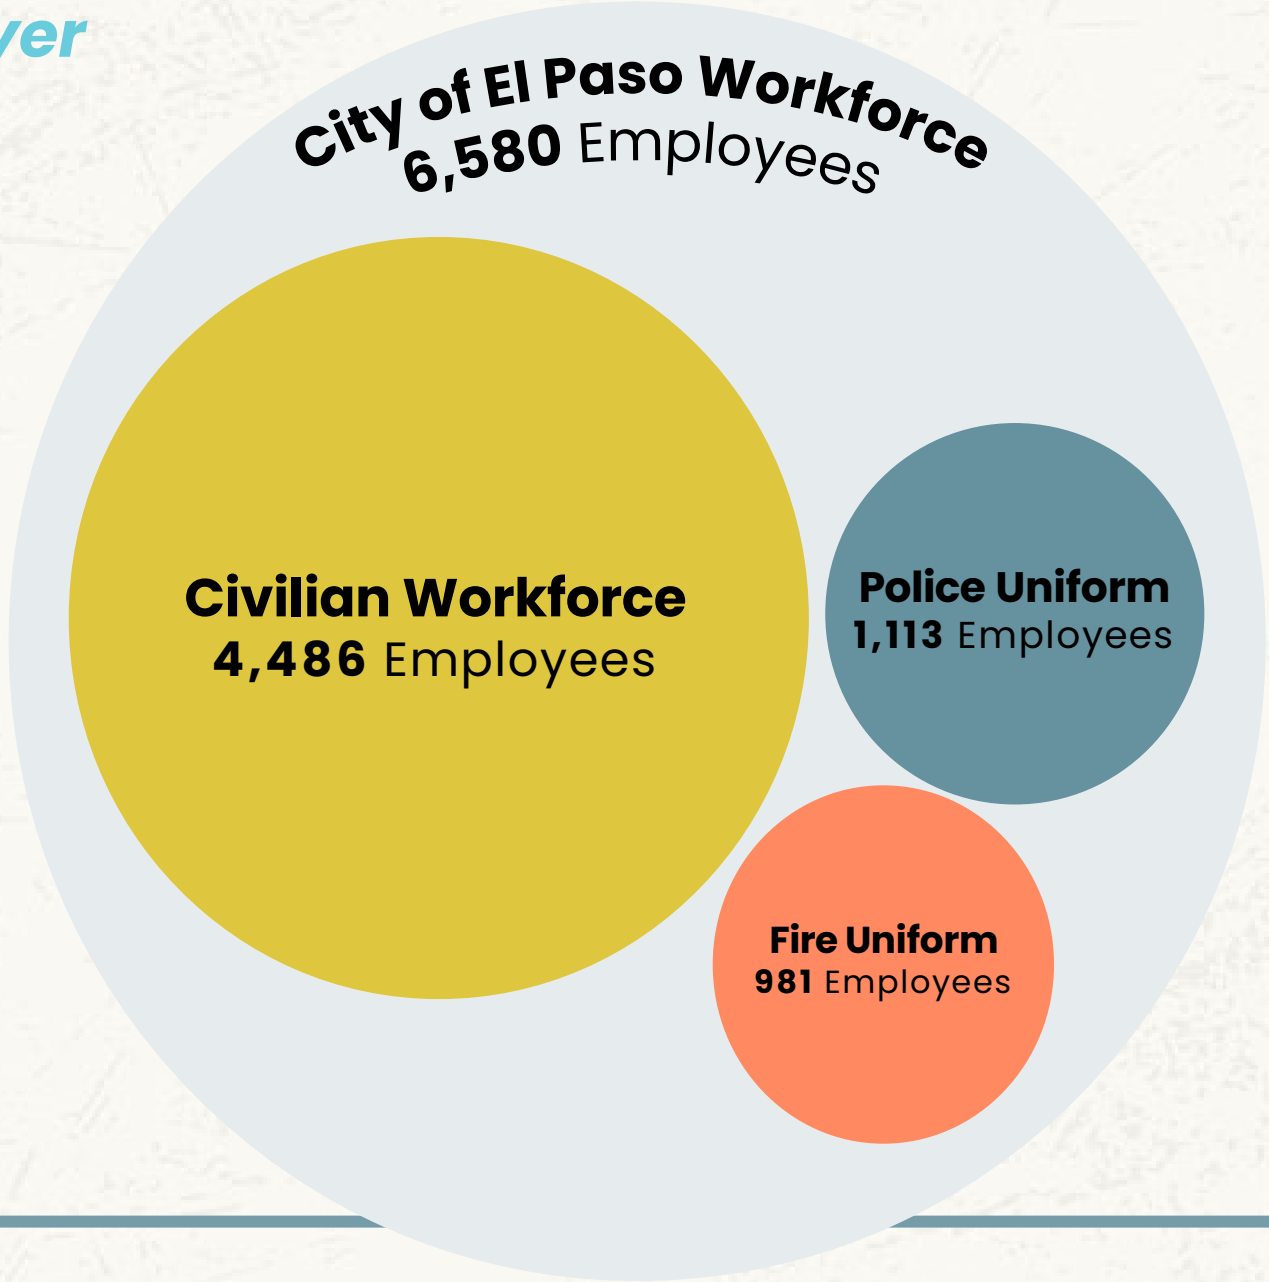 City of El Paso Workforce
6,580 Employees
Civilian Workforce
4,486 Employees
Police Uniform
1,113 Employees
Fire Uniform
981 Employees